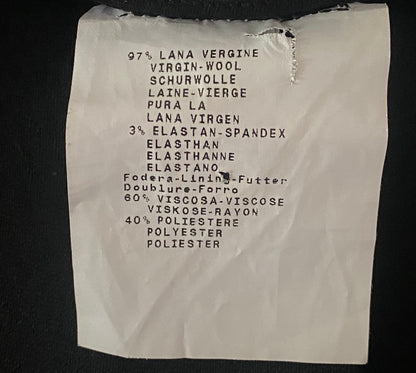 97% LANA VERGINE
VIRGIN-WOOL
SCHURWOLLE
LAINE-VIERGE
PURA LA
LANA VIRGEN
3% ELASTAN-SPANDEX
ELASTHAN
ELASTHANNE
ELASTANO
Fodera-Lining-Futter
Doublure-Forro
60% VISCOSA-VISCOSE
VISKOSE-RAYON
40% POLIESTERE
POLYESTER
POLIESTER